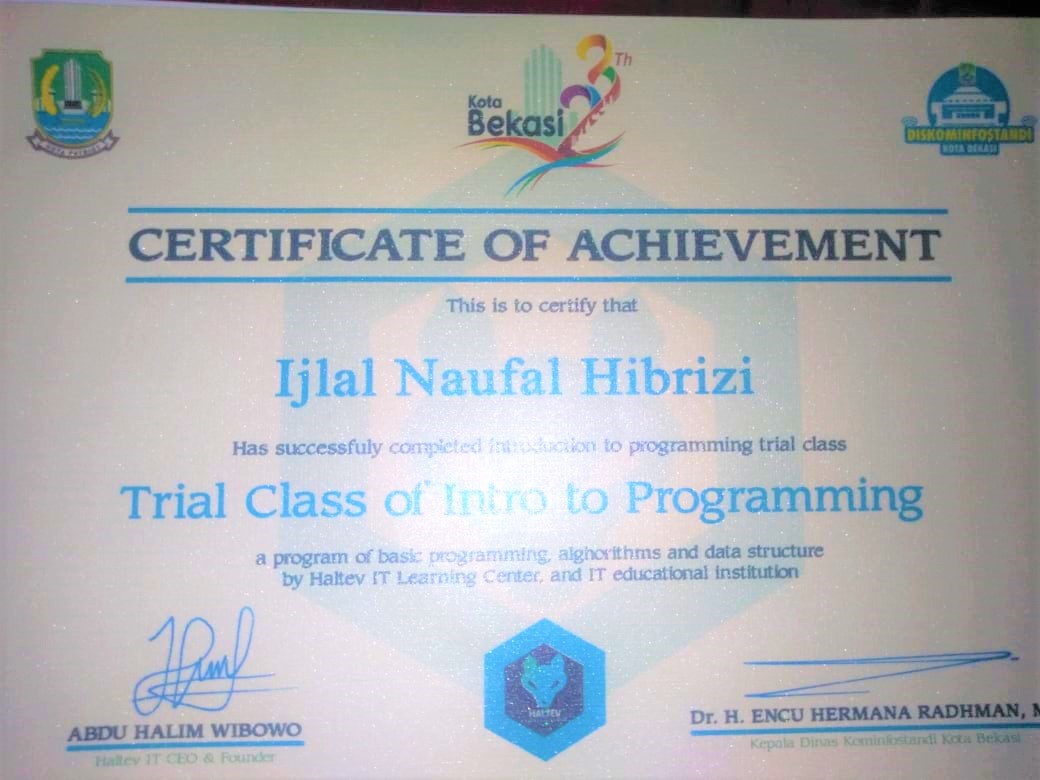 KOTA PATRIOT
Kota
Bekasi
22Th
DISKOMINFOSTANDI
KOTA BEKASI
CERTIFICATE OF ACHIEVEMENT
This is to certify that
Ijlal Naufal Hibrizi
Has successfuly completed introduction to programming trial class
Trial Class of Intro to Programming
a program of basic programming, alghorithms and data structure
by Haltev IT Learning Center, and IT educational institution
HALTEV
ABDU HALIM WIBOWO
Haltev IT CEO & Founder
Dr. H. ENCU HERMANA RADHMAN, M
Kepala Dinas Kominfostandi Kota Bekasi